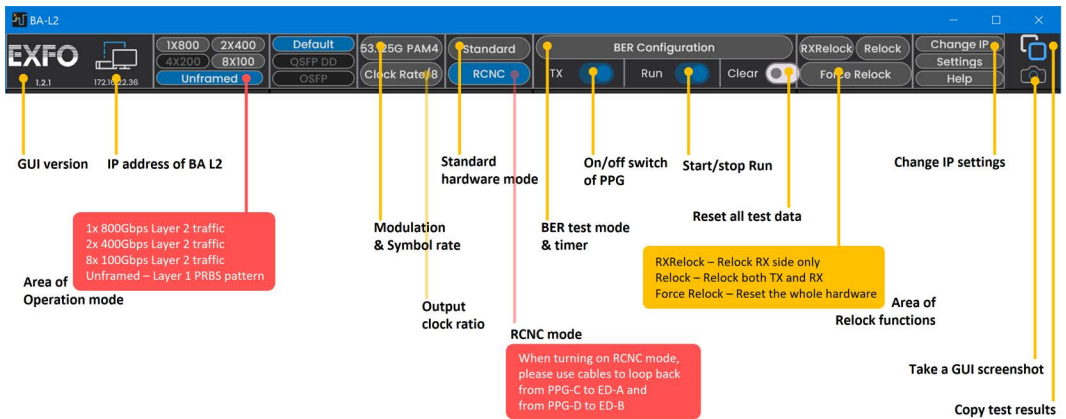 BA-L2
EXFO
1.2.1
172.16.22.36
1X800
2X400
4X200
8X100
Unframed
Default
QSFP DD
OSFP
53.125G PAM4
Clock Rate/8
Standard
RCNC
BER Configuration
TX
Run
Clear
RXRelock
Relock
Force Relock
Change IP
Settings
Help
GUI version
IP address of BA L2
Standard
hardware mode
On/off switch
of PPG
Start/stop Run
Change IP settings
Reset all test data
Modulation
& Symbol rate
BER test mode
& timer
1x 800Gbps Layer 2 traffic
2x 400Gbps Layer 2 traffic
8x 100Gbps Layer 2 traffic
Unframed – Layer 1 PRBS pattern
Area of
Operation mode
RXRelock – Relock RX side only
Relock – Relock both TX and RX
Force Relock – Reset the whole hardware
Area of
Relock functions
Output
clock ratio
RCNC mode
When turning on RCNC mode,
please use cables to loop back
from PPG-C to ED-A and
from PPG-D to ED-B
Take a GUI screenshot
Copy test results